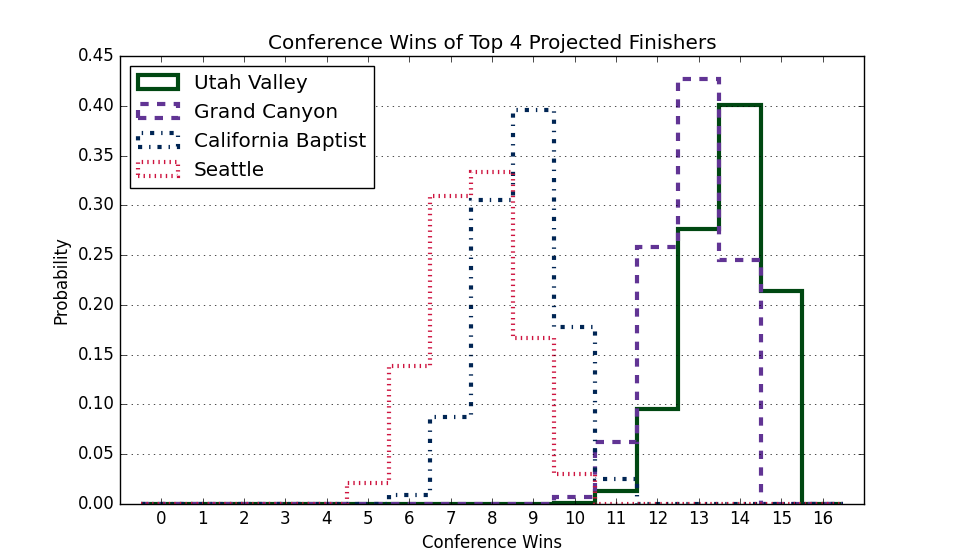 Conference Wins of Top 4 Projected Finishers
Utah Valley
Grand Canyon
California Baptist
Seattle
Probability
0.45
0.40
0.35
0.30
0.25
0.20
0.15
0.10
0.05
0.00
0 1 2 3 4 5 6 7 8 9 10 11 12 13 14 15 16
Conference Wins